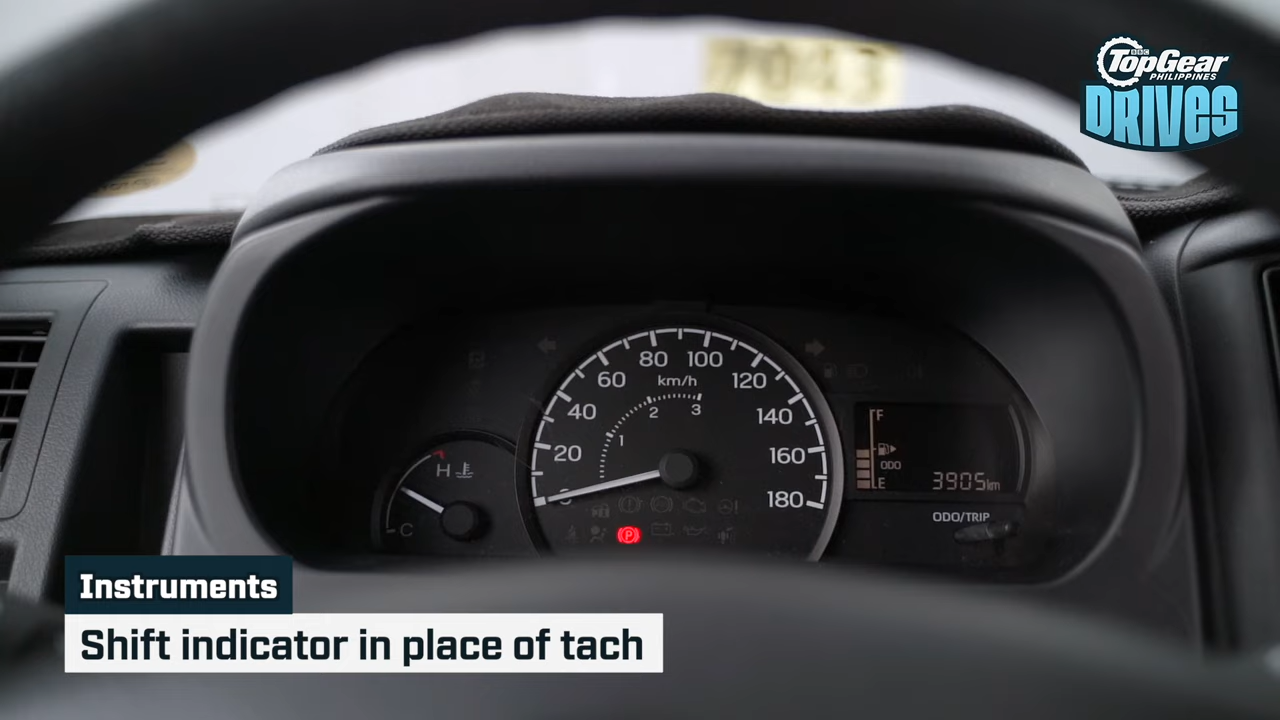 BBC
TopGear
PHILIPPINES
DRIVES
80 100
60 km/h 120
40 2 3 140
20 1 160
180
H
C
F
ODO
E 3905km
ODO/TRIP
P
Instruments
Shift indicator in place of tach